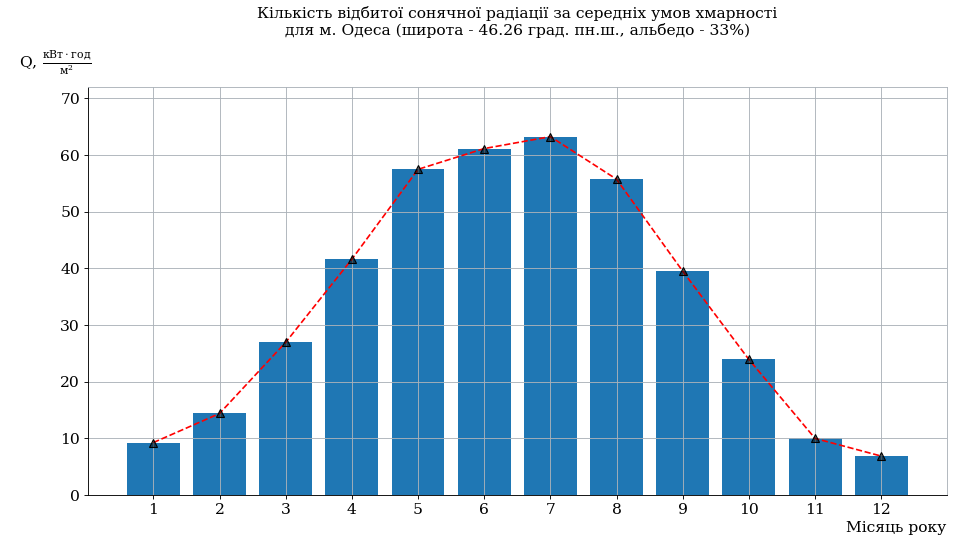 Кількість відбитої сонячної радіації за середніх умов хмарності
для м. Одеса (широта - 46.26 град. пн.ш., альбедо - 33%)
Q, кВт · год / м²
70
60
50
40
30
20
10
0
1 2 3 4 5 6 7 8 9 10 11 12
Місяць року